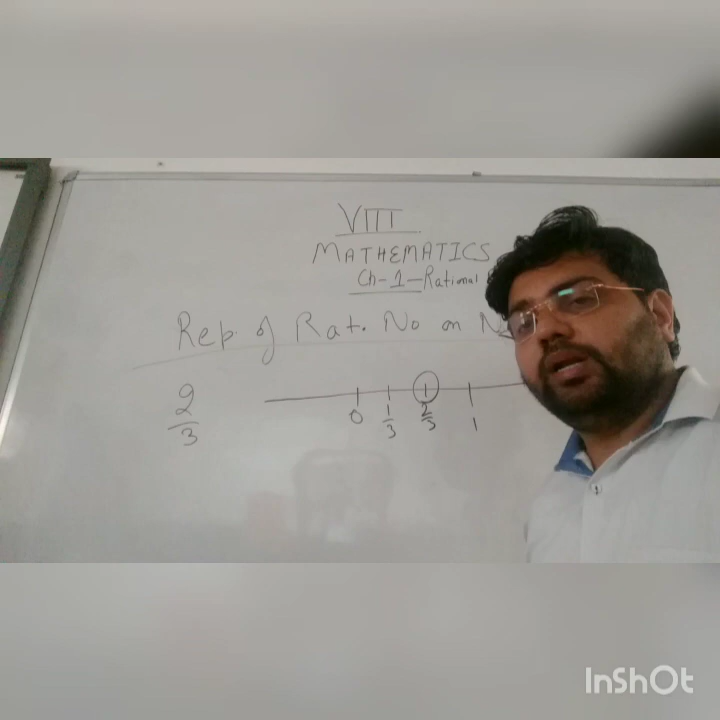 VIII
MATHEMATICS
Ch-1-Rational
Rep. of Rat. No on
2/3
0 1/3 2/3 1
InShOt